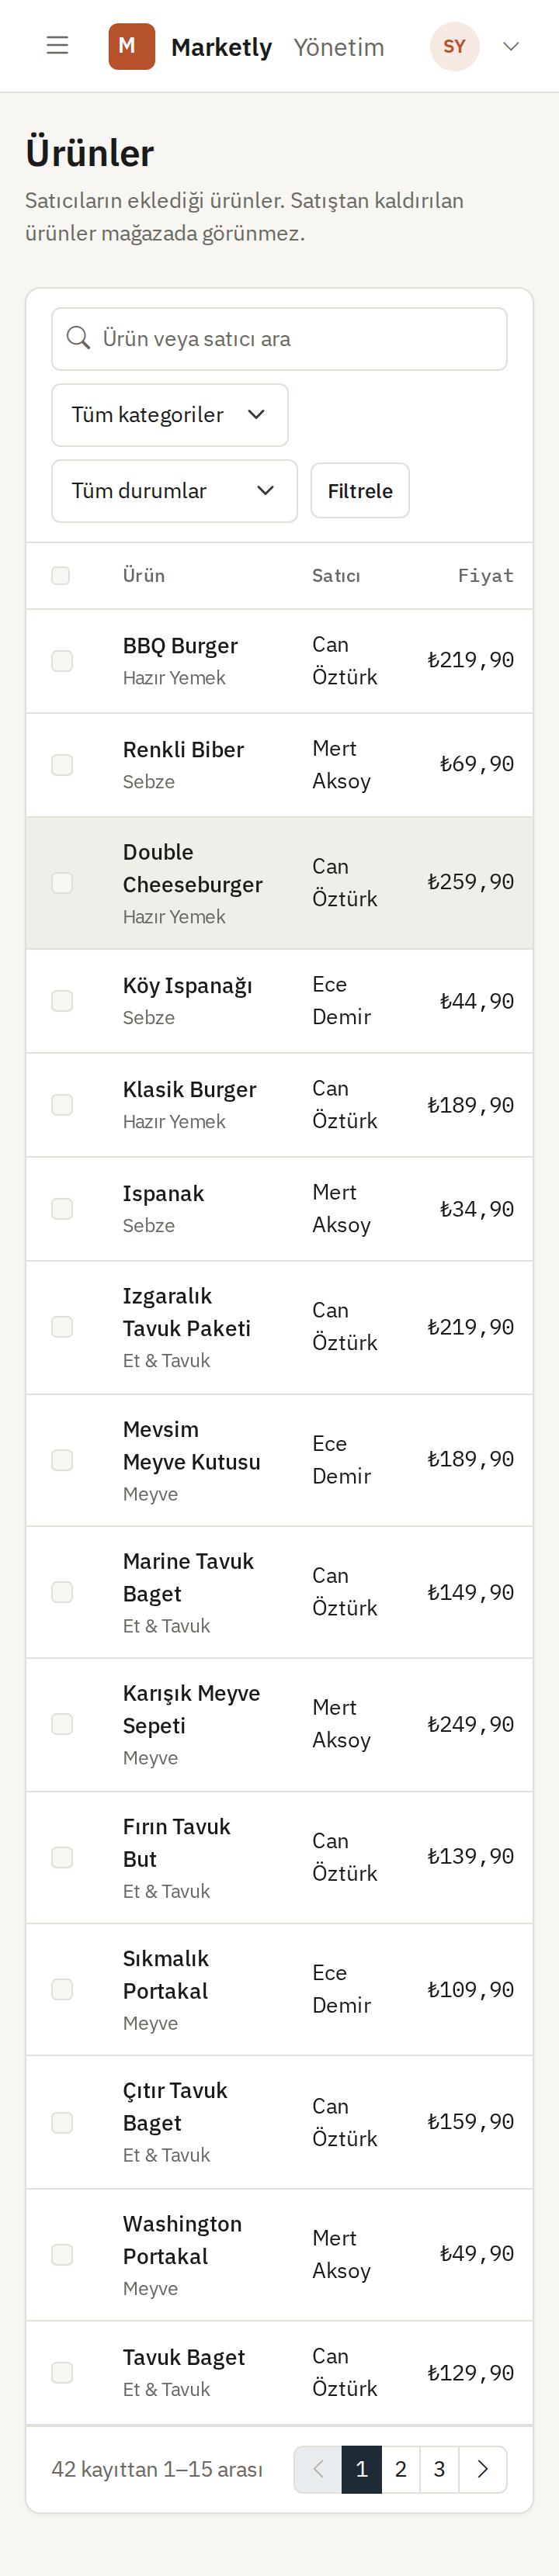 M Marketly Yönetim SY
Ürünler
Satıcıların eklediği ürünler. Satıştan kaldırılan
ürünler mağazada görünmez.
Ürün veya satıcı ara
Tüm kategoriler
Tüm durumlar Filtrele
Ürün Satıcı Fiyat
BBQ Burger
Hazır Yemek
Can
Öztürk
₺219,90
Renkli Biber
Sebze
Mert
Aksoy
₺69,90
Double
Cheeseburger
Hazır Yemek
Can
Öztürk
₺259,90
Köy Ispanağı
Sebze
Ece
Demir
₺44,90
Klasik Burger
Hazır Yemek
Can
Öztürk
₺189,90
Ispanak
Sebze
Mert
Aksoy
₺34,90
Izgaralık
Tavuk Paketi
Et & Tavuk
Can
Öztürk
₺219,90
Mevsim
Meyve Kutusu
Meyve
Ece
Demir
₺189,90
Marine Tavuk
Baget
Et & Tavuk
Can
Öztürk
₺149,90
Karışık Meyve
Sepeti
Meyve
Mert
Aksoy
₺249,90
Fırın Tavuk
But
Et & Tavuk
Can
Öztürk
₺139,90
Sıkmalık
Portakal
Meyve
Ece
Demir
₺109,90
Çıtır Tavuk
Baget
Et & Tavuk
Can
Öztürk
₺159,90
Washington
Portakal
Meyve
Mert
Aksoy
₺49,90
Tavuk Baget
Et & Tavuk
Can
Öztürk
₺129,90
42 kayıttan 1–15 arası 1 2 3